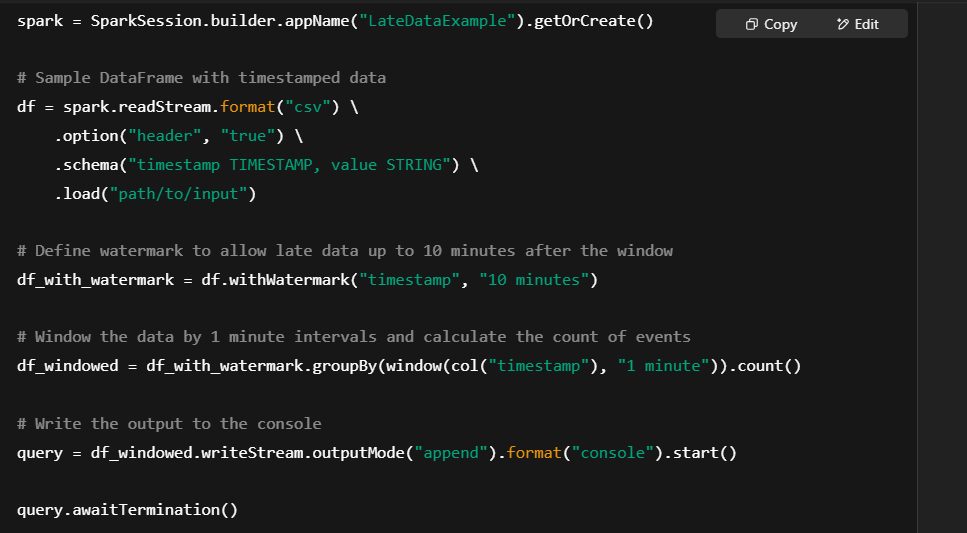 spark = SparkSession.builder.appName("LateDataExample").getOrCreate()
Copy
Edit
# Sample DataFrame with timestamped data
df = spark.readStream.format("csv") \
    .option("header", "true") \
    .schema("timestamp TIMESTAMP, value STRING") \
    .load("path/to/input")
# Define watermark to allow late data up to 10 minutes after the window
df_with_watermark = df.withWatermark("timestamp", "10 minutes")
# Window the data by 1 minute intervals and calculate the count of events
df_windowed = df_with_watermark.groupBy(window(col("timestamp"), "1 minute")).count()
# Write the output to the console
query = df_windowed.writeStream.outputMode("append").format("console").start()
query.awaitTermination()